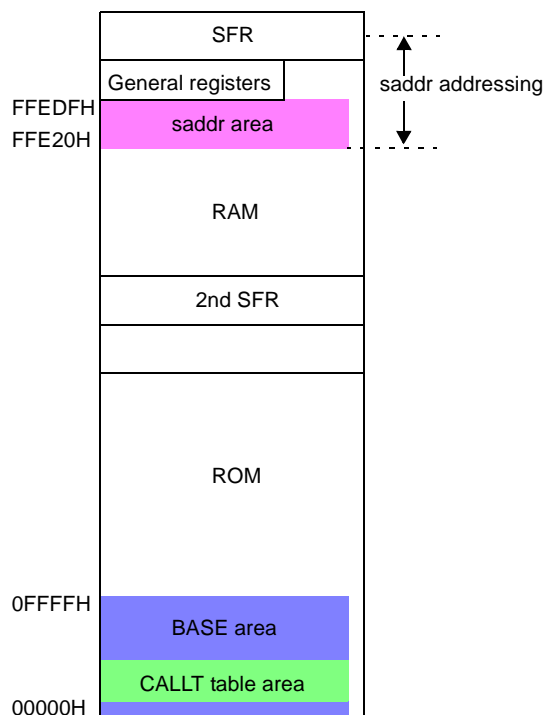 SFR
General registers
saddr addressing
FFEDFH
saddr area
FFE20H
RAM
2nd SFR
ROM
0FFFFH
BASE area
CALLT table area
00000H